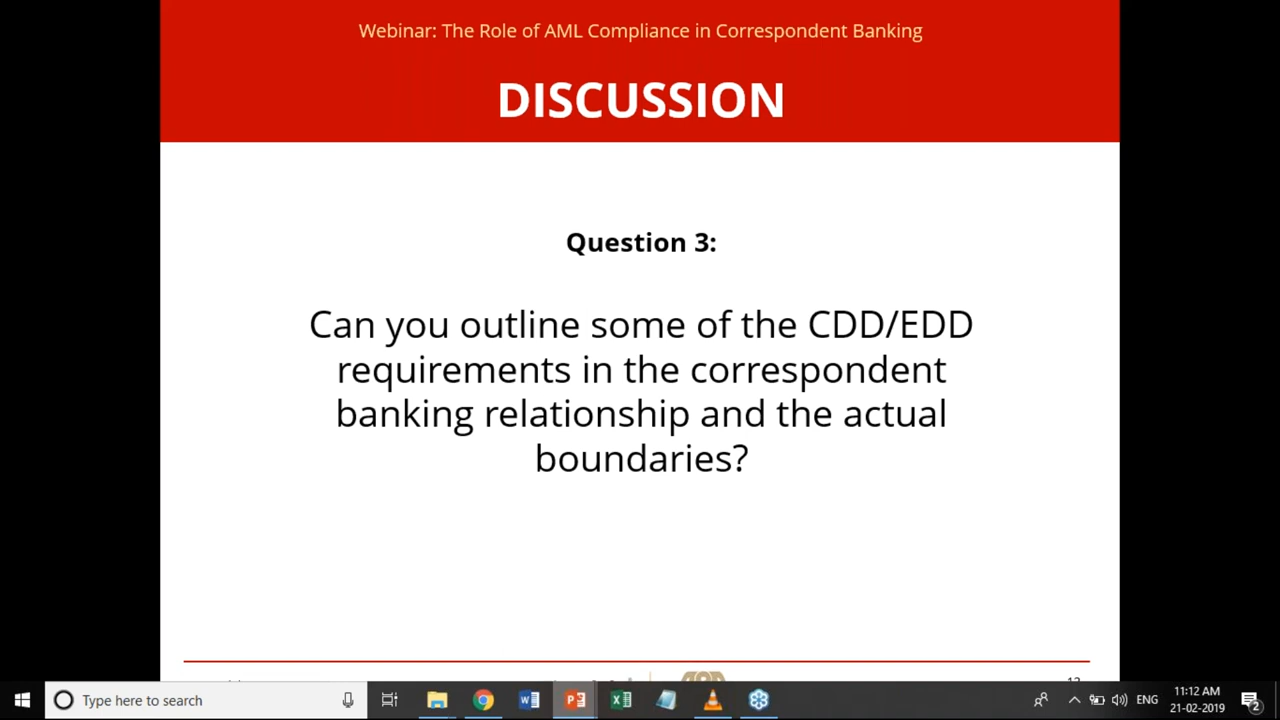 Webinar: The Role of AML Compliance in Correspondent Banking
DISCUSSION
Question 3:
Can you outline some of the CDD/EDD
requirements in the correspondent
banking relationship and the actual
boundaries?
Type here to search
ENG
11:12 AM
21-02-2019
2